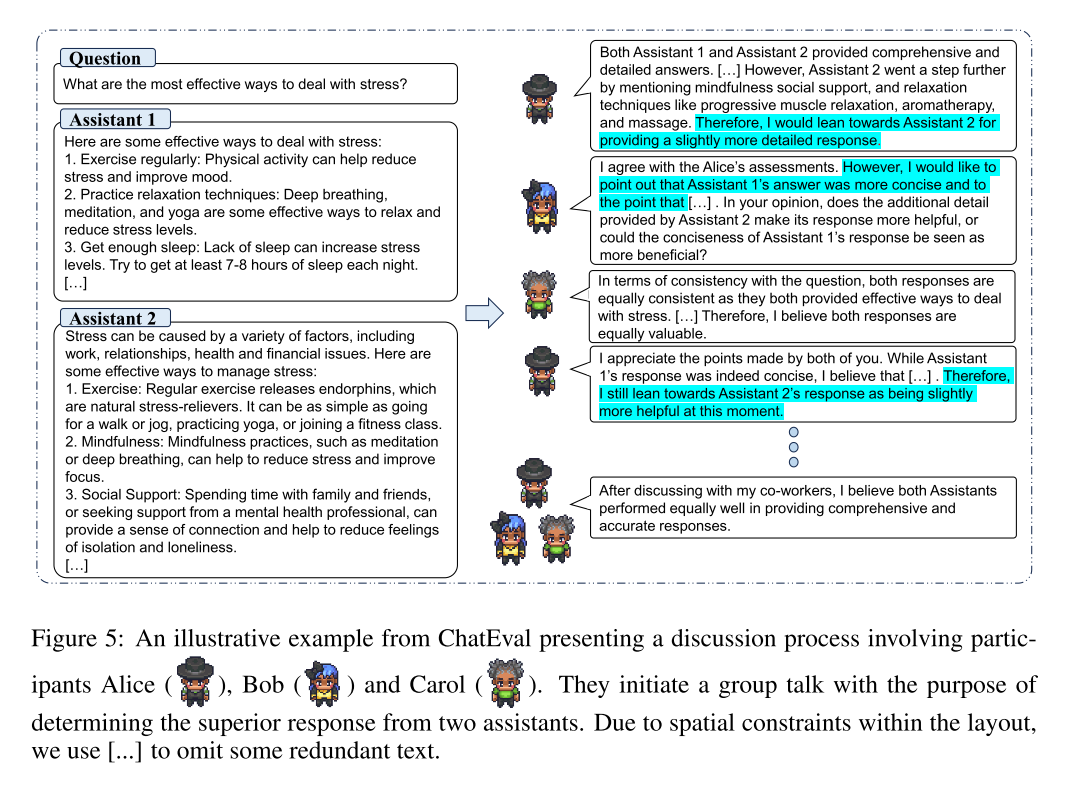 Question
What are the most effective ways to deal with stress?
Assistant 1
Here are some effective ways to deal with stress:
1. Exercise regularly: Physical activity can help reduce
stress and improve mood.
2. Practice relaxation techniques: Deep breathing,
meditation, and yoga are some effective ways to relax and
reduce stress levels.
3. Get enough sleep: Lack of sleep can increase stress
levels. Try to get at least 7-8 hours of sleep each night.
[…]
Assistant 2
Stress can be caused by a variety of factors, including
work, relationships, health and financial issues. Here are
some effective ways to manage stress:
1. Exercise: Regular exercise releases endorphins, which
are natural stress-relievers. It can be as simple as going
for a walk or jog, practicing yoga, or joining a fitness class.
2. Mindfulness: Mindfulness practices, such as meditation
or deep breathing, can help to reduce stress and improve
focus.
3. Social Support: Spending time with family and friends,
or seeking support from a mental health professional, can
provide a sense of connection and help to reduce feelings
of isolation and loneliness.
[…]
Both Assistant 1 and Assistant 2 provided comprehensive and
detailed answers. […] However, Assistant 2 went a step further
by mentioning mindfulness social support, and relaxation
techniques like progressive muscle relaxation, aromatherapy,
and massage. Therefore, I would lean towards Assistant 2 for
providing a slightly more detailed response.
I agree with the Alice's assessments. However, I would like to
point out that Assistant 1's answer was more concise and to
the point that […] . In your opinion, does the additional detail
provided by Assistant 2 make its response more helpful, or
could the conciseness of Assistant 1's response be seen as
more beneficial?
In terms of consistency with the question, both responses are
equally consistent as they both provided effective ways to deal
with stress. […] Therefore, I believe both responses are
equally valuable.
I appreciate the points made by both of you. While Assistant
1's response was indeed concise, I believe that […] . Therefore,
I still lean towards Assistant 2's response as being slightly
more helpful at this moment.
After discussing with my co-workers, I believe both Assistants
performed equally well in providing comprehensive and
accurate responses.
Figure 5: An illustrative example from ChatEval presenting a discussion process involving partic-
ipants Alice ( ), Bob ( ) and Carol ( ). They initiate a group talk with the purpose of
determining the superior response from two assistants. Due to spatial constraints within the layout,
we use [...] to omit some redundant text.